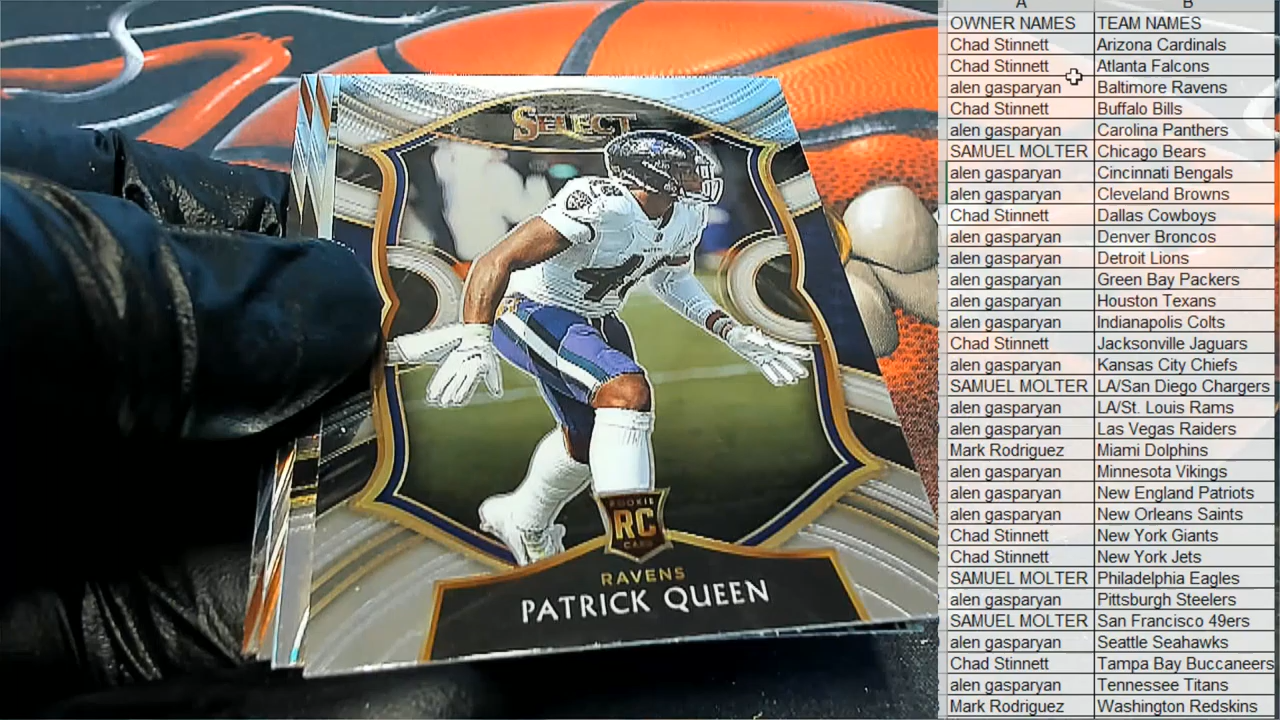 SELECT
ROOKIE
RC
CARD
RAVENS
PATRICK QUEEN
A B
OWNER NAMES TEAM NAMES
Chad Stinnett Arizona Cardinals
Chad Stinnett Atlanta Falcons
alen gasparyan Baltimore Ravens
Chad Stinnett Buffalo Bills
alen gasparyan Carolina Panthers
SAMUEL MOLTER Chicago Bears
alen gasparyan Cincinnati Bengals
alen gasparyan Cleveland Browns
Chad Stinnett Dallas Cowboys
alen gasparyan Denver Broncos
alen gasparyan Detroit Lions
alen gasparyan Green Bay Packers
alen gasparyan Houston Texans
alen gasparyan Indianapolis Colts
Chad Stinnett Jacksonville Jaguars
alen gasparyan Kansas City Chiefs
SAMUEL MOLTER LA/San Diego Chargers
alen gasparyan LA/St. Louis Rams
alen gasparyan Las Vegas Raiders
Mark Rodriguez Miami Dolphins
alen gasparyan Minnesota Vikings
alen gasparyan New England Patriots
alen gasparyan New Orleans Saints
Chad Stinnett New York Giants
Chad Stinnett New York Jets
SAMUEL MOLTER Philadelphia Eagles
alen gasparyan Pittsburgh Steelers
SAMUEL MOLTER San Francisco 49ers
alen gasparyan Seattle Seahawks
Chad Stinnett Tampa Bay Buccaneers
alen gasparyan Tennessee Titans
Mark Rodriguez Washington Redskins